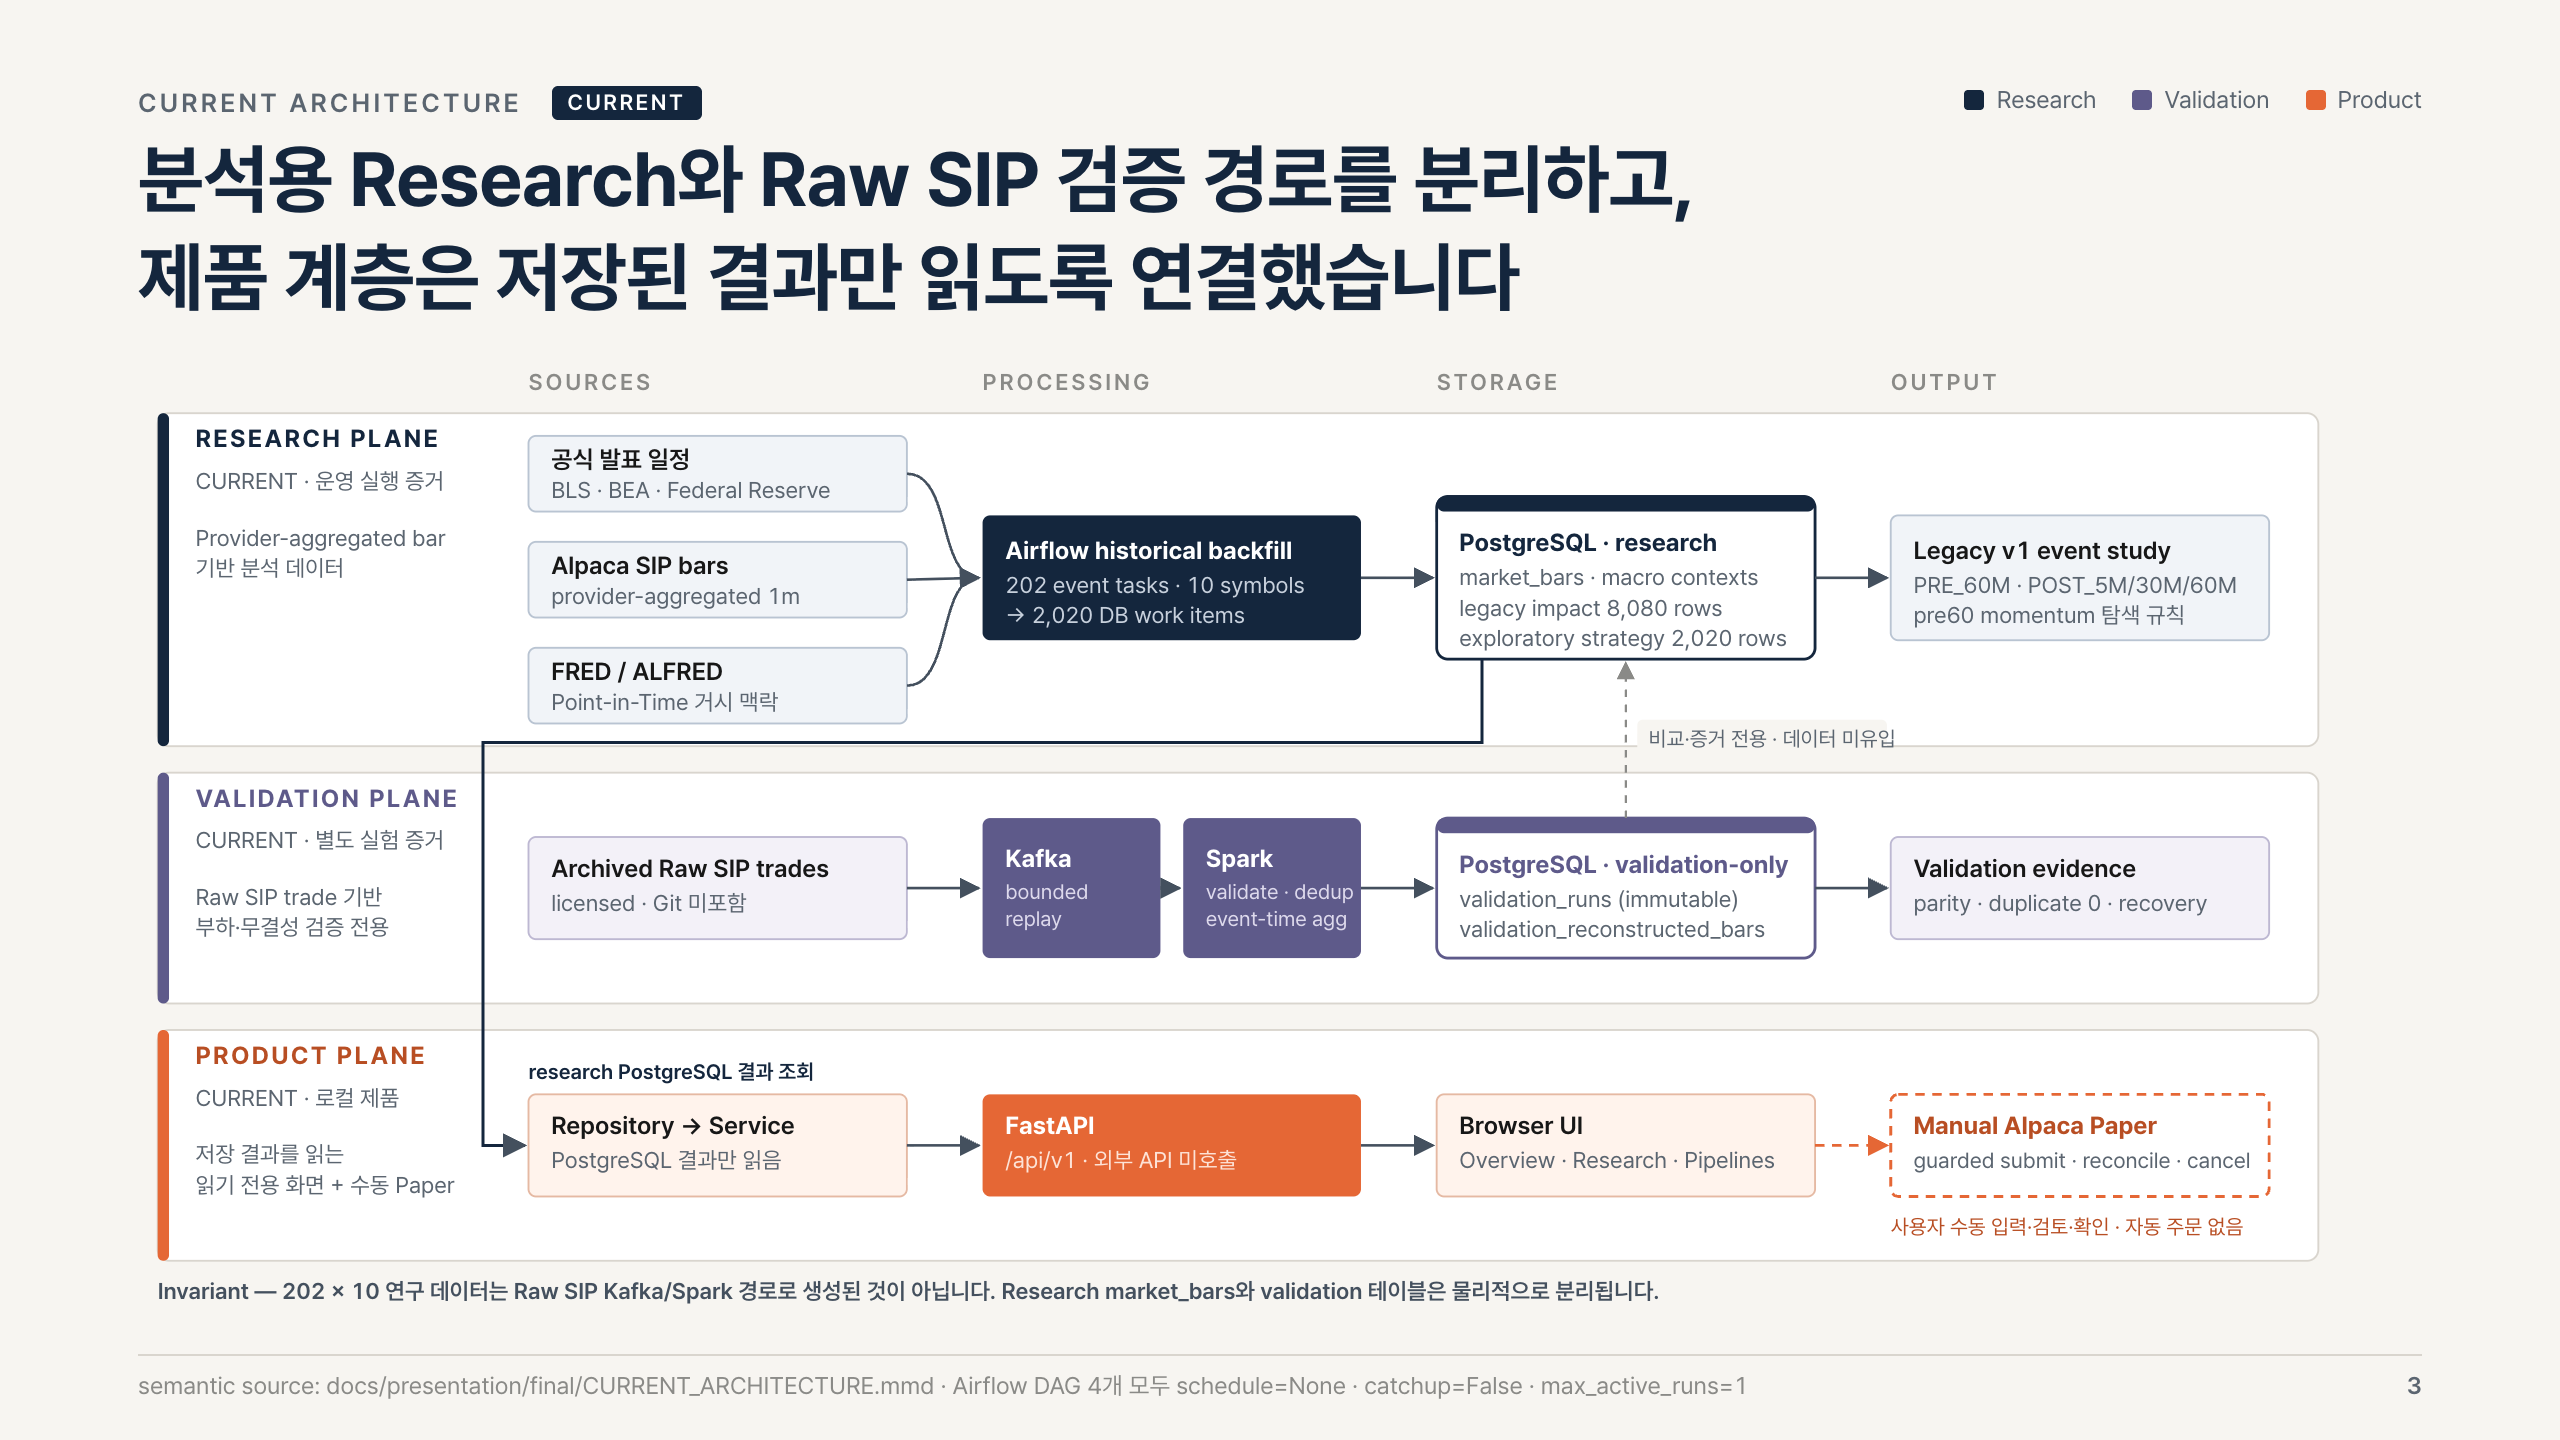 CURRENT ARCHITECTURE
CURRENT
Research
Validation
Product
분석용 Research와 Raw SIP 검증 경로를 분리하고,
제품 계층은 저장된 결과만 읽도록 연결했습니다
SOURCES
PROCESSING
STORAGE
OUTPUT
RESEARCH PLANE
CURRENT · 운영 실행 증거
Provider-aggregated bar
기반 분석 데이터
공식 발표 일정
BLS · BEA · Federal Reserve
Alpaca SIP bars
provider-aggregated 1m
FRED / ALFRED
Point-in-Time 거시 맥락
Airflow historical backfill
202 event tasks · 10 symbols
→ 2,020 DB work items
PostgreSQL · research
market_bars · macro contexts
legacy impact 8,080 rows
exploratory strategy 2,020 rows
Legacy v1 event study
PRE_60M · POST_5M/30M/60M
pre60 momentum 탐색 규칙
비교·증거 전용 · 데이터 미유입
VALIDATION PLANE
CURRENT · 별도 실험 증거
Raw SIP trade 기반
부하·무결성 검증 전용
Archived Raw SIP trades
licensed · Git 미포함
Kafka
bounded
replay
Spark
validate · dedup
event-time agg
PostgreSQL · validation-only
validation_runs (immutable)
validation_reconstructed_bars
Validation evidence
parity · duplicate 0 · recovery
PRODUCT PLANE
CURRENT · 로컬 제품
저장 결과를 읽는
읽기 전용 화면 + 수동 Paper
research PostgreSQL 결과 조회
Repository → Service
PostgreSQL 결과만 읽음
FastAPI
/api/v1 · 외부 API 미호출
Browser UI
Overview · Research · Pipelines
Manual Alpaca Paper
guarded submit · reconcile · cancel
사용자 수동 입력·검토·확인 · 자동 주문 없음
Invariant — 202 × 10 연구 데이터는 Raw SIP Kafka/Spark 경로로 생성된 것이 아닙니다. Research market_bars와 validation 테이블은 물리적으로 분리됩니다.
semantic source: docs/presentation/final/CURRENT_ARCHITECTURE.mmd · Airflow DAG 4개 모두 schedule=None · catchup=False · max_active_runs=1
3